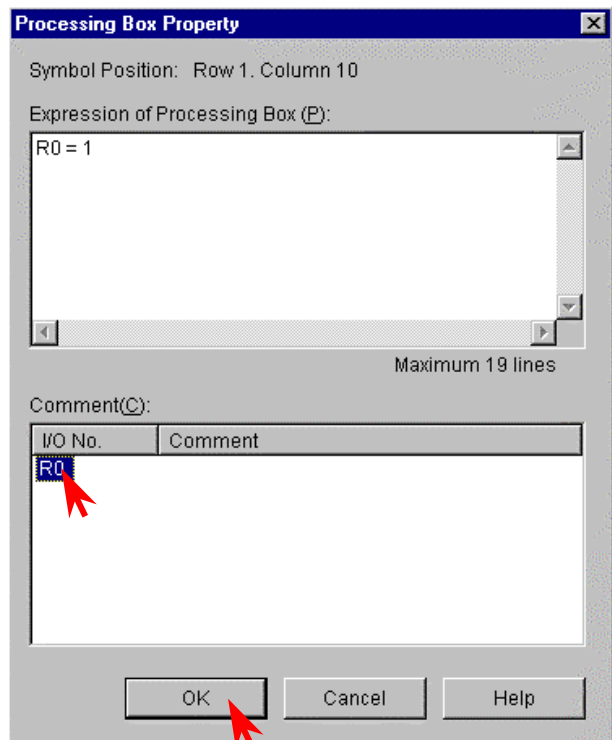 Processing Box Property
Symbol Position: Row 1. Column 10
Expression of Processing Box (P):
R0 = 1
Maximum 19 lines
Comment(C):
I/O No. Comment
R0
OK Cancel Help